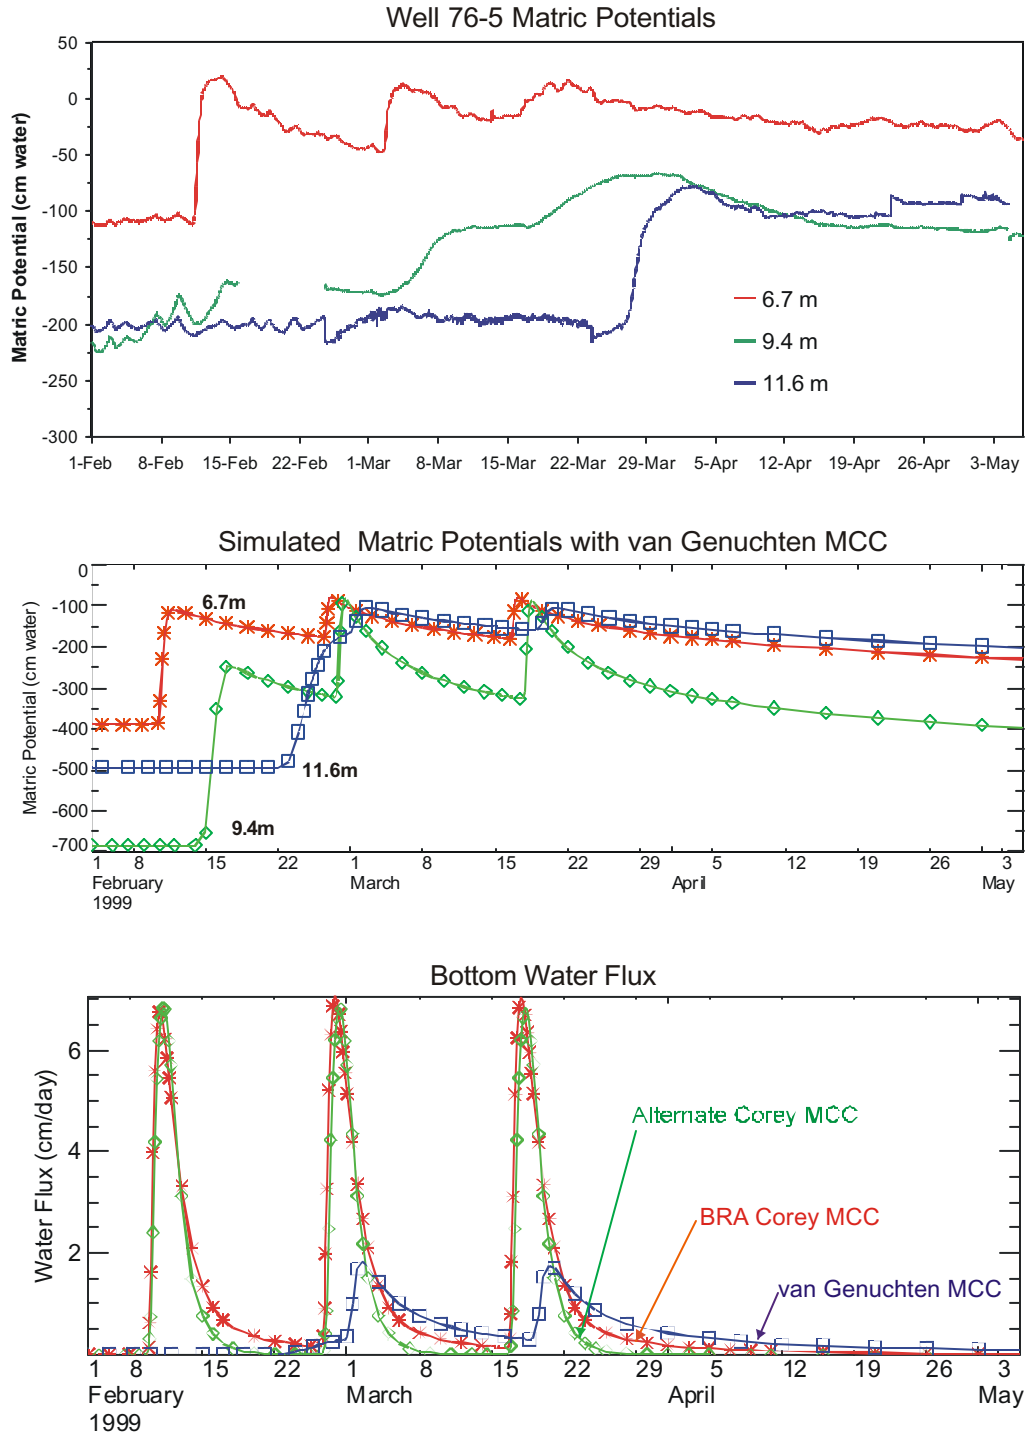 Well 76-5 Matric Potentials
Matric Potential (cm water)
50
0
-50
-100
-150
-200
-250
-300
6.7 m
9.4 m
11.6 m
1-Feb 8-Feb 15-Feb 22-Feb 1-Mar 8-Mar 15-Mar 22-Mar 29-Mar 5-Apr 12-Apr 19-Apr 26-Apr 3-May
Simulated Matric Potentials with van Genuchten MCC
Matric Potential (cm water)
0
-100
-200
-300
-400
-500
-600
-700
6.7m
11.6m
9.4m
1 8 15 22 1 8 15 22 29 5 12 19 26 3
February March April May
1999
Bottom Water Flux
Water Flux (cm/day)
6
4
2
Alternate Corey MCC
BRA Corey MCC
van Genuchten MCC
1 8 15 22 1 8 15 22 29 5 12 19 26 3
February March April May
1999